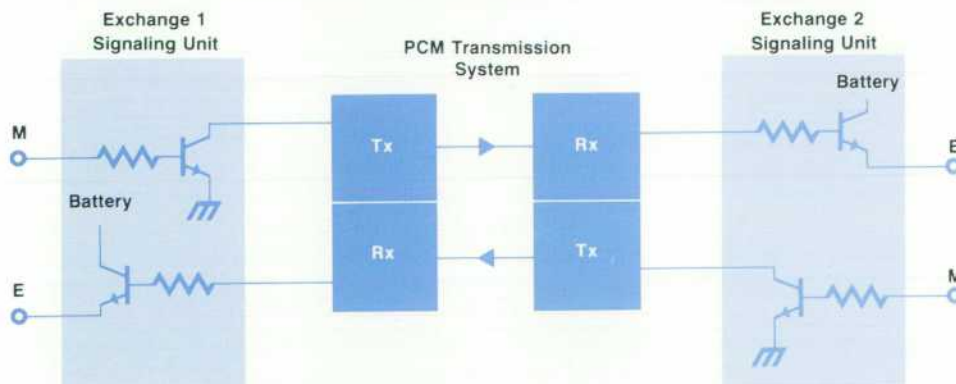 Exchange 1
Signaling Unit
PCM Transmission
System
Exchange 2
Signaling Unit
Battery
M
Tx
Rx
E
Battery
Rx
Tx
E
M